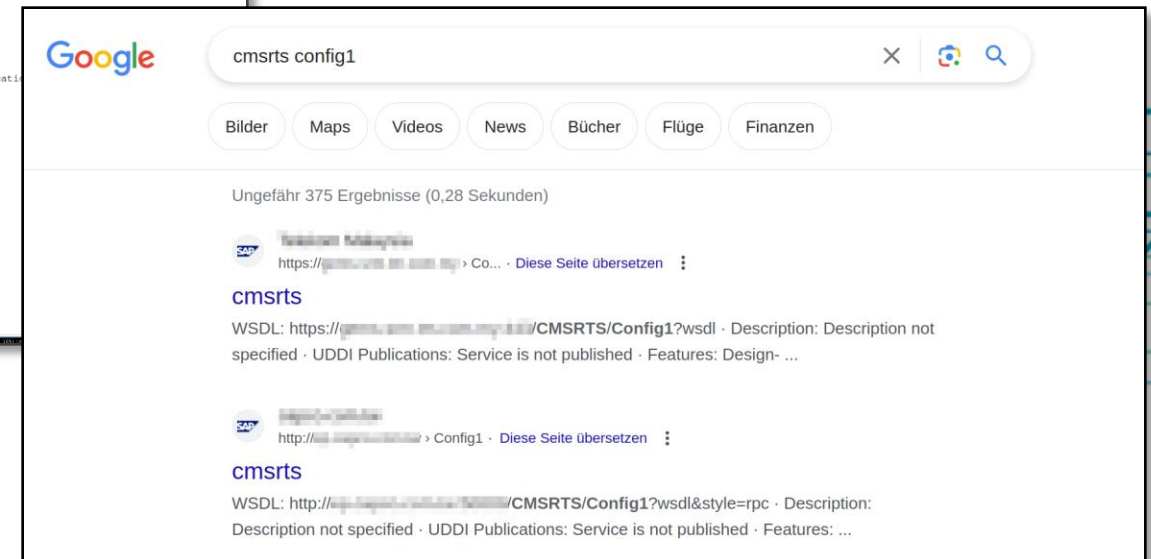 Google
cmsrts config1
Bilder Maps Videos News Bücher Flüge Finanzen
Ungefähr 375 Ergebnisse (0,28 Sekunden)
SAP
https:// › Co... · Diese Seite übersetzen
cmsrts
WSDL: https:// /CMSRTS/Config1?wsdl · Description: Description not
specified · UDDI Publications: Service is not published · Features: Design- ...
SAP
http:// › Config1 · Diese Seite übersetzen
cmsrts
WSDL: http:// /CMSRTS/Config1?wsdl&style=rpc · Description:
Description not specified · UDDI Publications: Service is not published · Features: ...